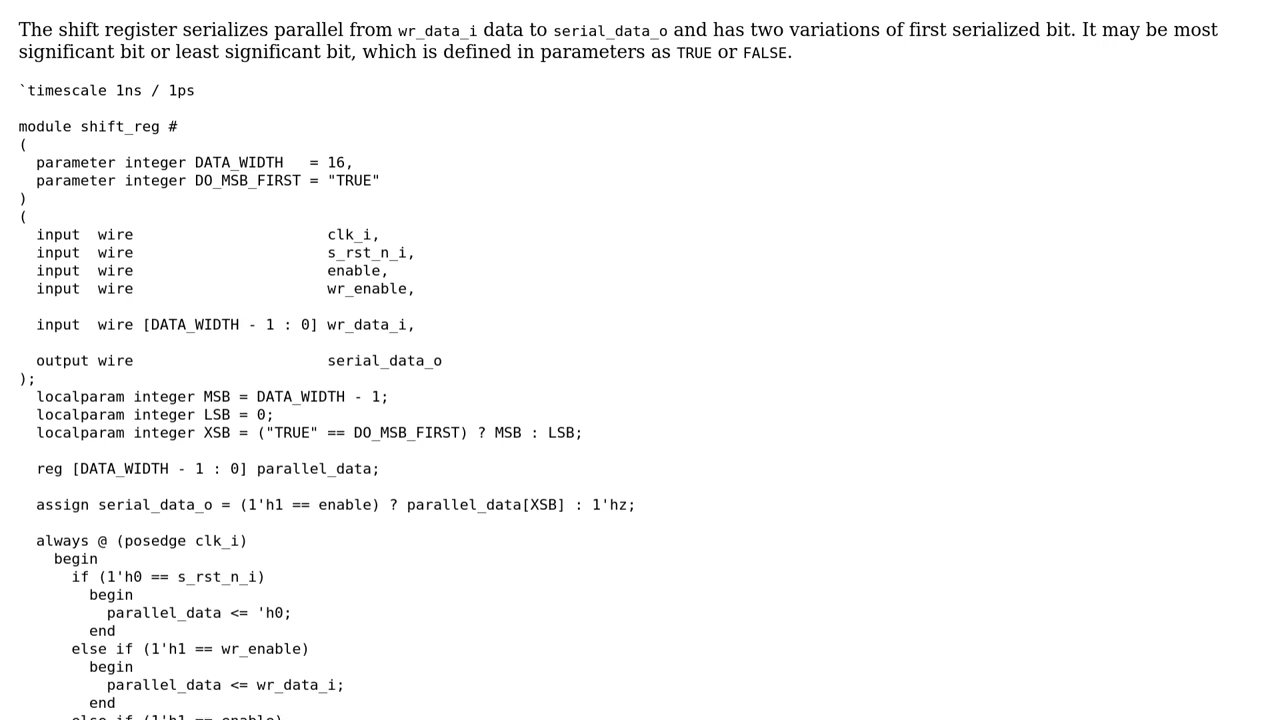 The shift register serializes parallel from wr_data_i data to serial_data_o and has two variations of first serialized bit. It may be most
significant bit or least significant bit, which is defined in parameters as TRUE or FALSE.
`timescale 1ns / 1ps
module shift_reg #
(
  parameter integer DATA_WIDTH   = 16,
  parameter integer DO_MSB_FIRST = "TRUE"
)
(
  input  wire                      clk_i,
  input  wire                      s_rst_n_i,
  input  wire                      enable,
  input  wire                      wr_enable,
  input  wire [DATA_WIDTH - 1 : 0] wr_data_i,
  output wire                      serial_data_o
);
  localparam integer MSB = DATA_WIDTH - 1;
  localparam integer LSB = 0;
  localparam integer XSB = ("TRUE" == DO_MSB_FIRST) ? MSB : LSB;
  reg [DATA_WIDTH - 1 : 0] parallel_data;
  assign serial_data_o = (1'h1 == enable) ? parallel_data[XSB] : 1'hz;
  always @ (posedge clk_i)
    begin
      if (1'h0 == s_rst_n_i)
        begin
          parallel_data <= 'h0;
        end
      else if (1'h1 == wr_enable)
        begin
          parallel_data <= wr_data_i;
        end
      else if (1'h1 == enable)